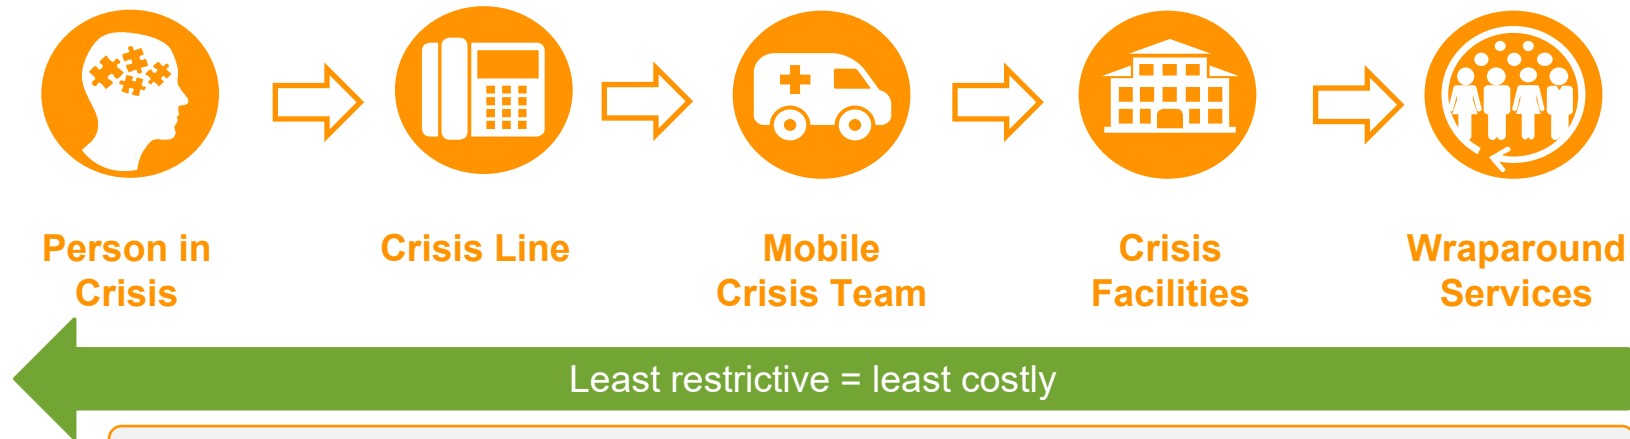 Person in
Crisis
Crisis Line
Mobile
Crisis Team
Crisis
Facilities
Wraparound
Services
Least restrictive = least costly